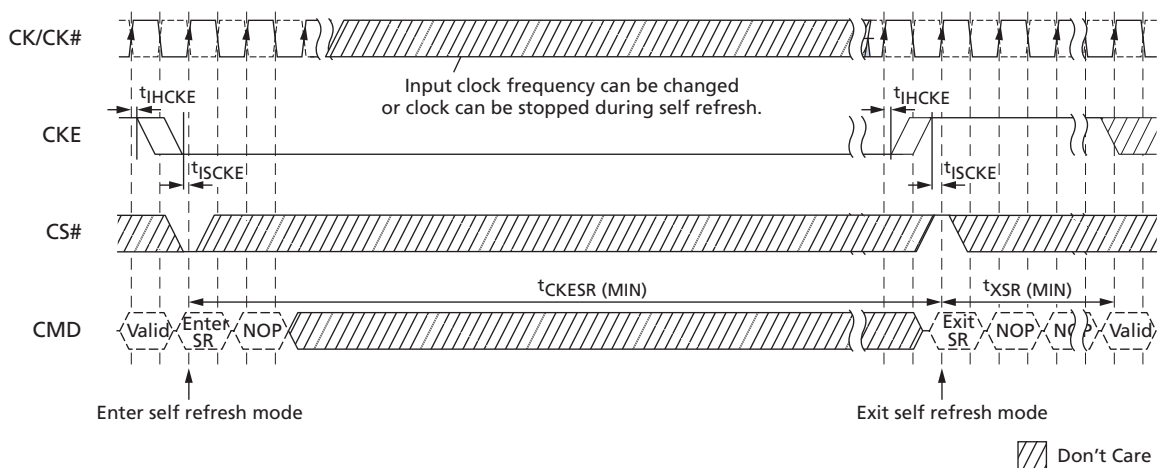 CK/CK#
Input clock frequency can be changed
or clock can be stopped during self refresh.
tIHCKE
tIHCKE
CKE
tISCKE
tISCKE
CS#
tCKESR (MIN)
tXSR (MIN)
CMD
Valid
Enter
SR
NOP
Exit
SR
NOP
NOP
Valid
Enter self refresh mode
Exit self refresh mode
Don't Care